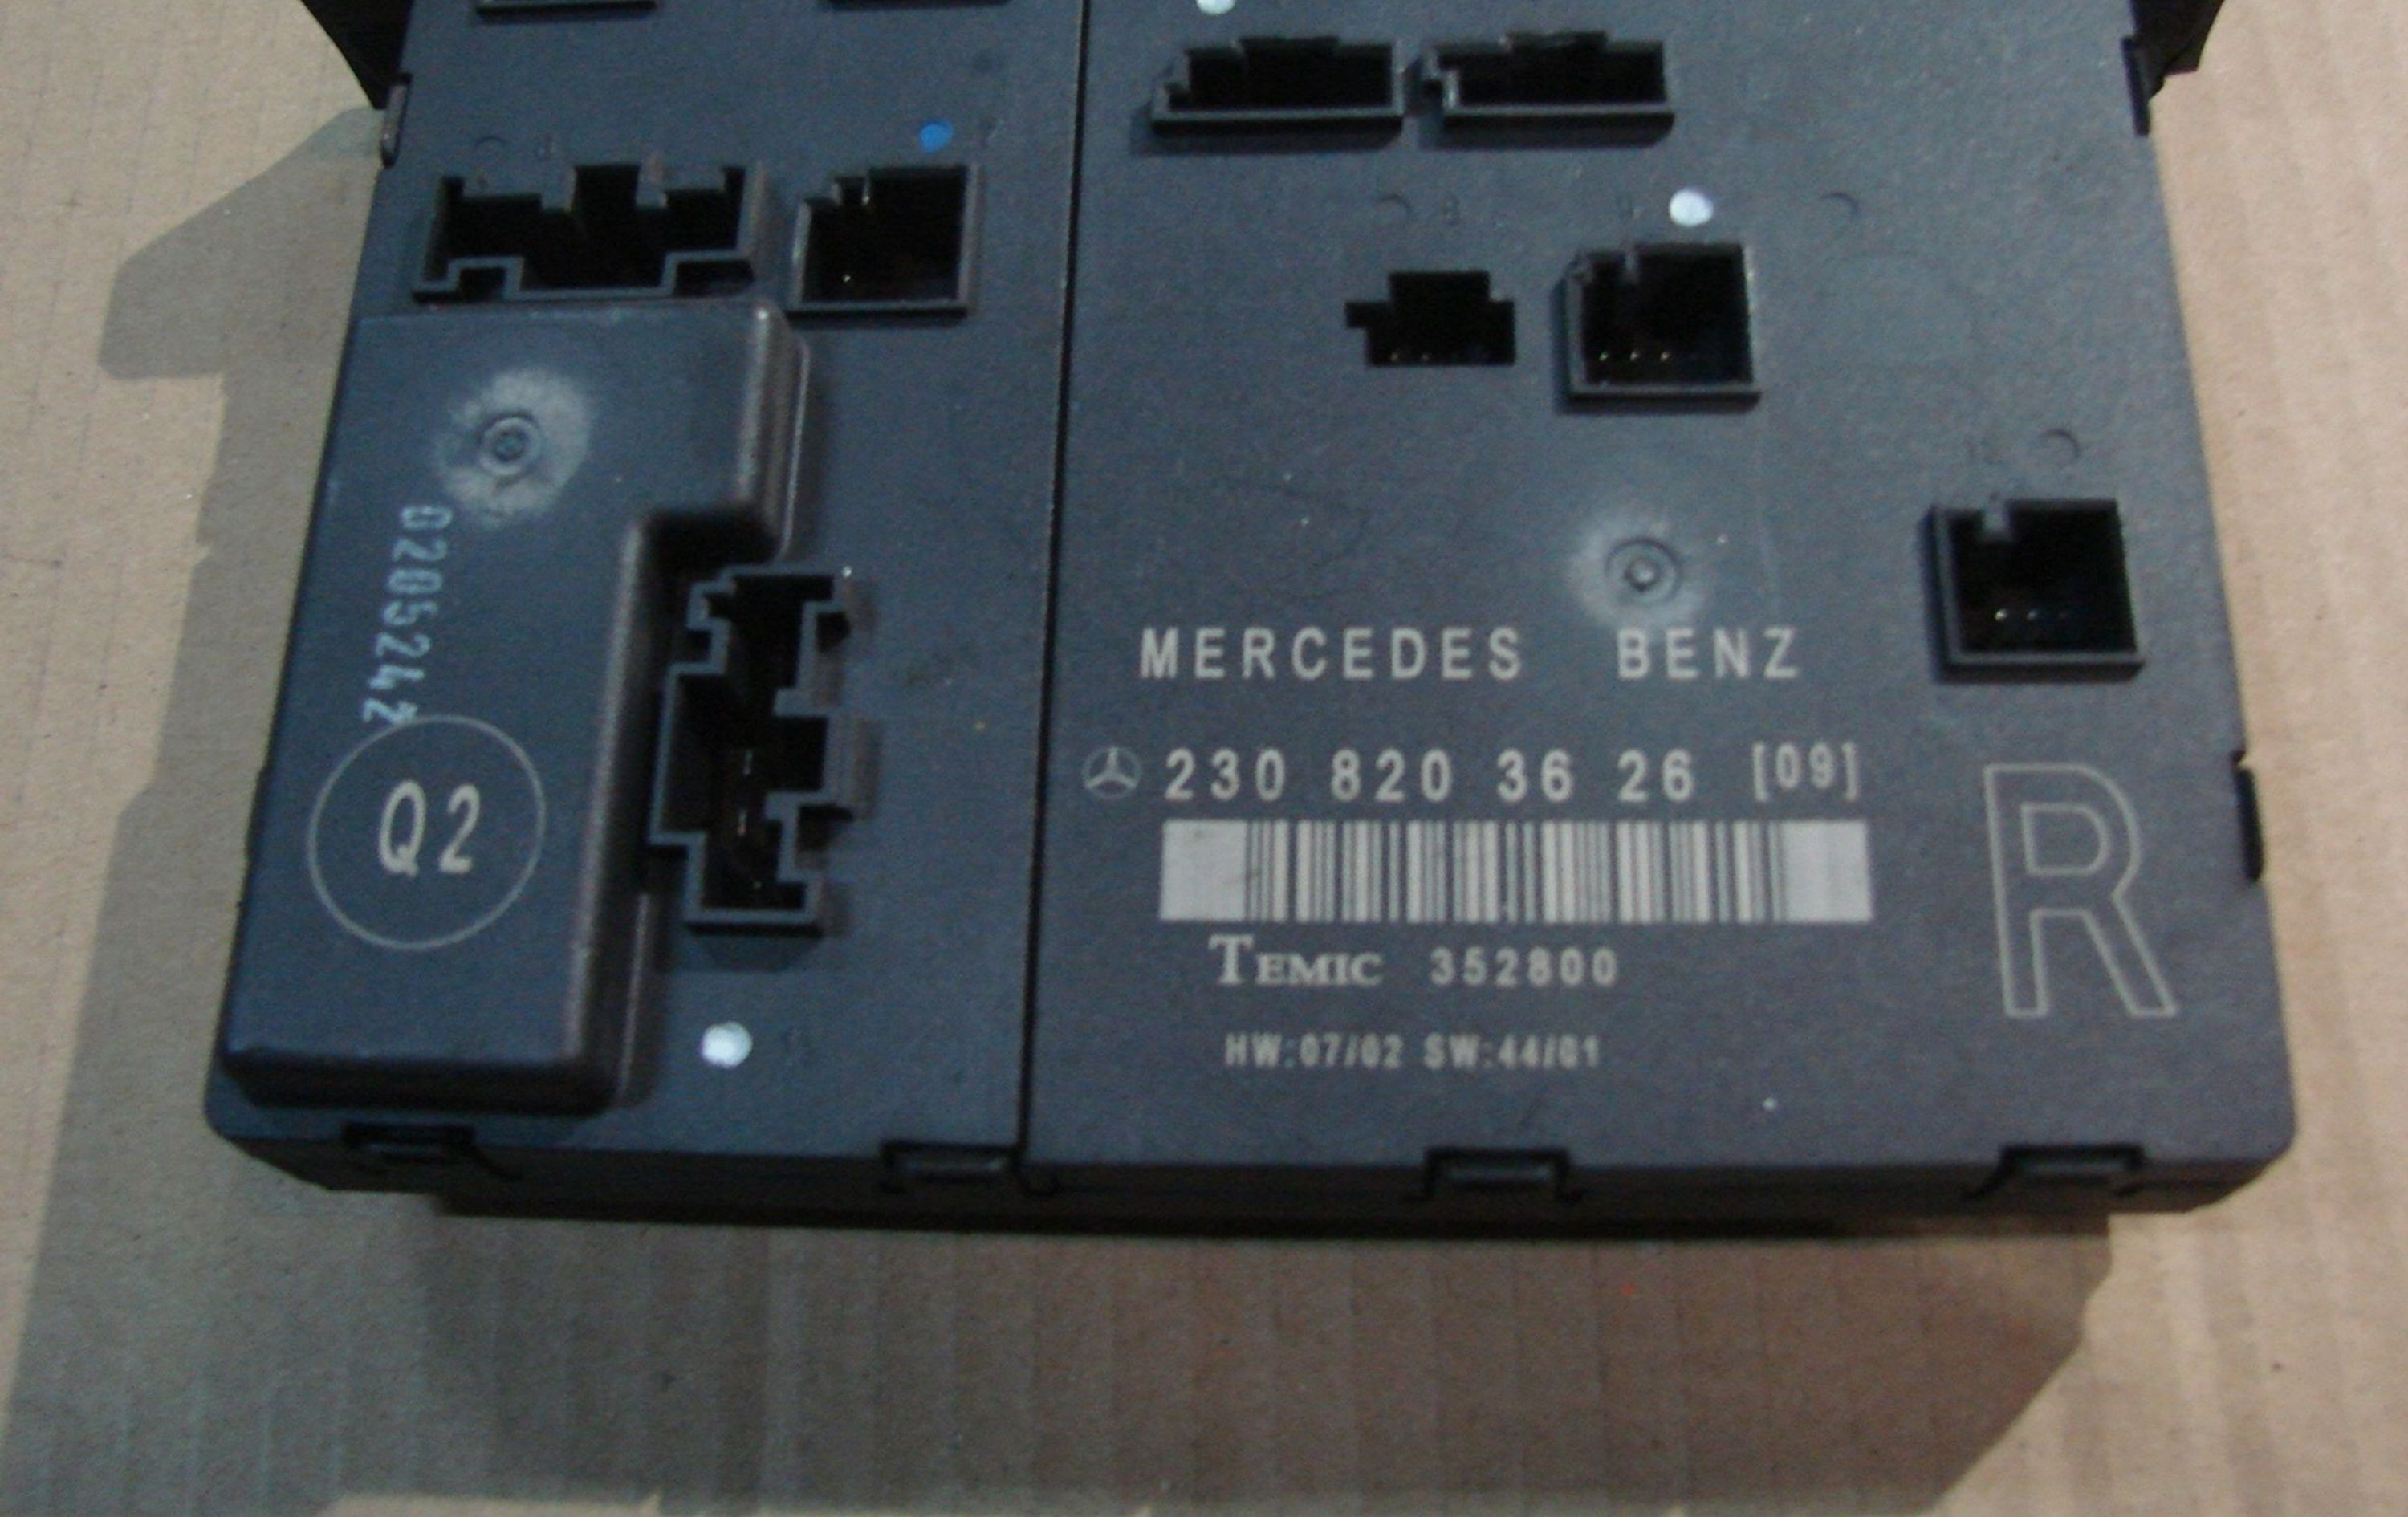 0205242
Q2
MERCEDES BENZ
230 820 36 26 [09]
TEMIC 352800
HW:07/02 SW:44/01
R